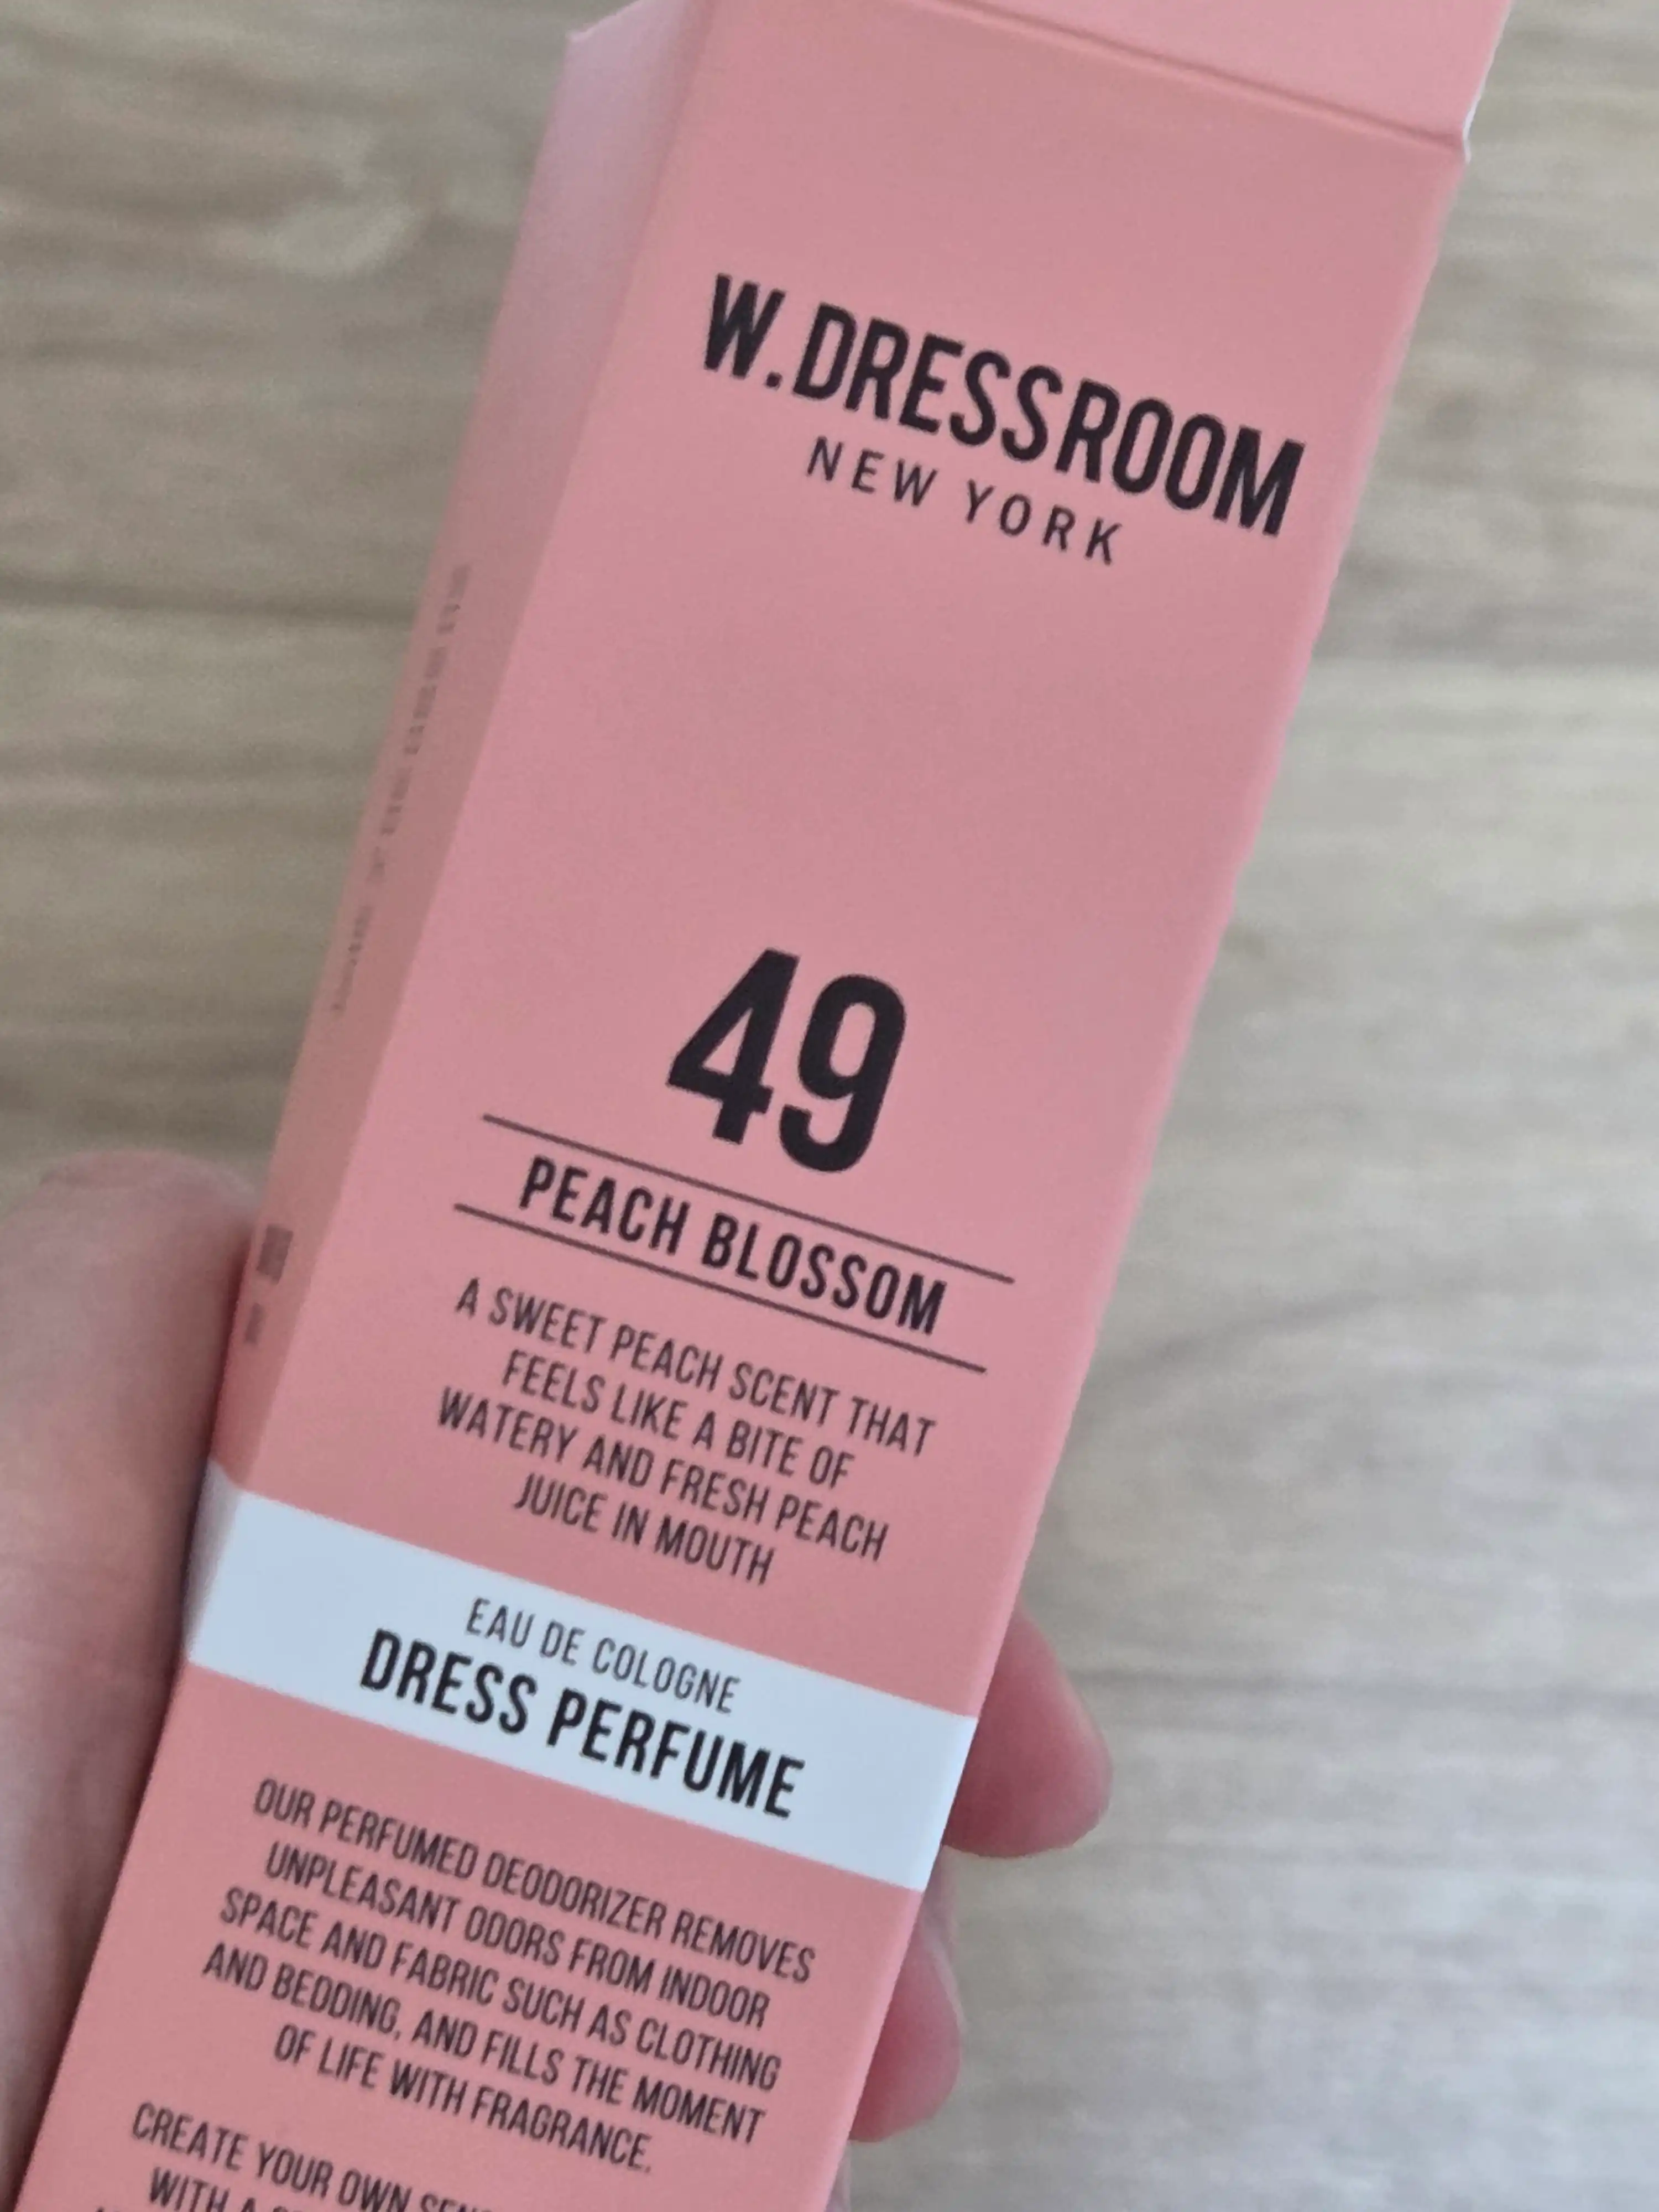 W.DRESSROOM
NEW YORK
49
PEACH BLOSSOM
A SWEET PEACH SCENT THAT
FEELS LIKE A BITE OF
WATERY AND FRESH PEACH
JUICE IN MOUTH
EAU DE COLOGNE
DRESS PERFUME
OUR PERFUMED DEODORIZER REMOVES
UNPLEASANT ODORS FROM INDOOR
SPACE AND FABRIC SUCH AS CLOTHING
AND BEDDING, AND FILLS THE MOMENT
OF LIFE WITH FRAGRANCE.
CREATE YOUR OWN
WITH A